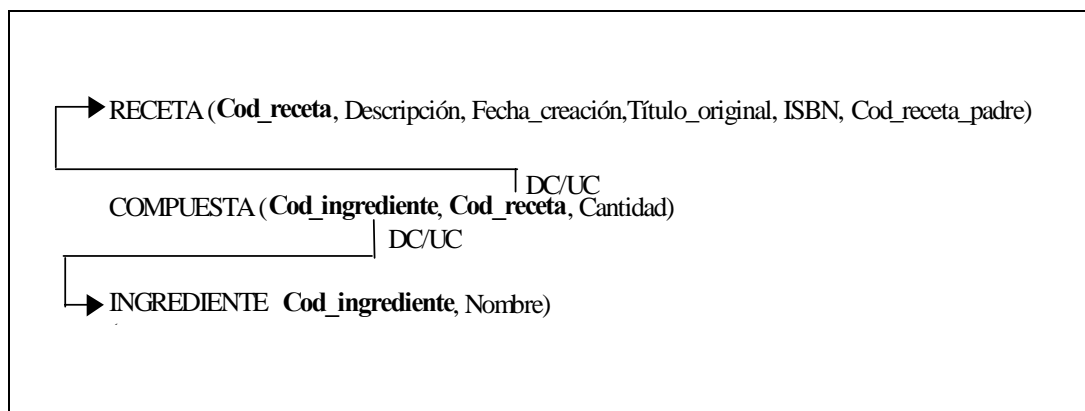 RECETA (Cod_receta, Descripción, Fecha_creación,Título_original, ISBN, Cod_receta_padre)
DC/UC
COMPUESTA (Cod_ingrediente, Cod_receta, Cantidad)
DC/UC
INGREDIENTE Cod_ingrediente, Nombre)